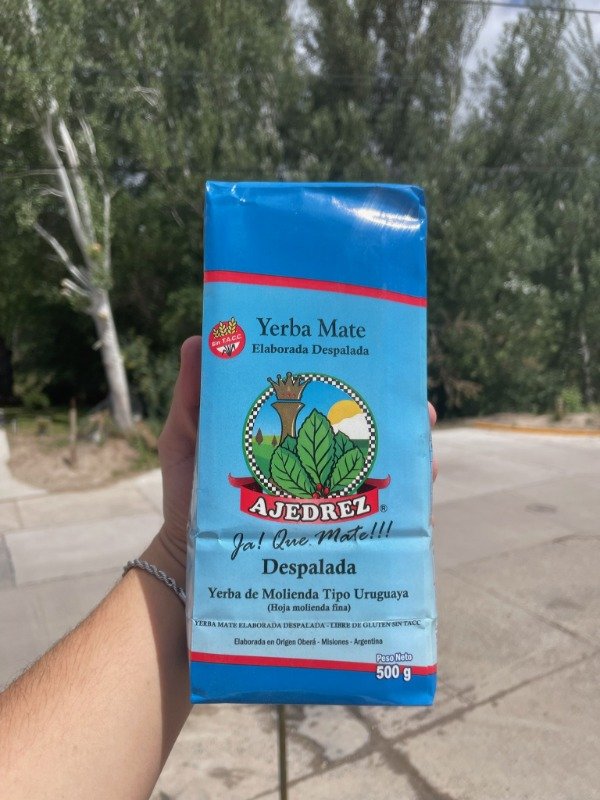 Yerba Mate
Elaborada Despalada
Sin T.A.C.C.
AJEDREZ ®
Ja! Que Mate!!!
Despalada
Yerba de Molienda Tipo Uruguaya
(Hoja molienda fina)
YERBA MATE ELABORADA DESPALADA - LIBRE DE GLUTEN SIN TACC
Elaborada en Origen Oberá - Misiones - Argentina
Peso Neto
500 g